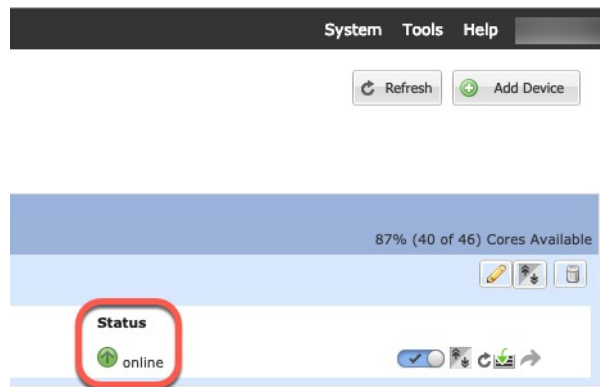 System Tools Help
Refresh Add Device
87% (40 of 46) Cores Available
Status
online